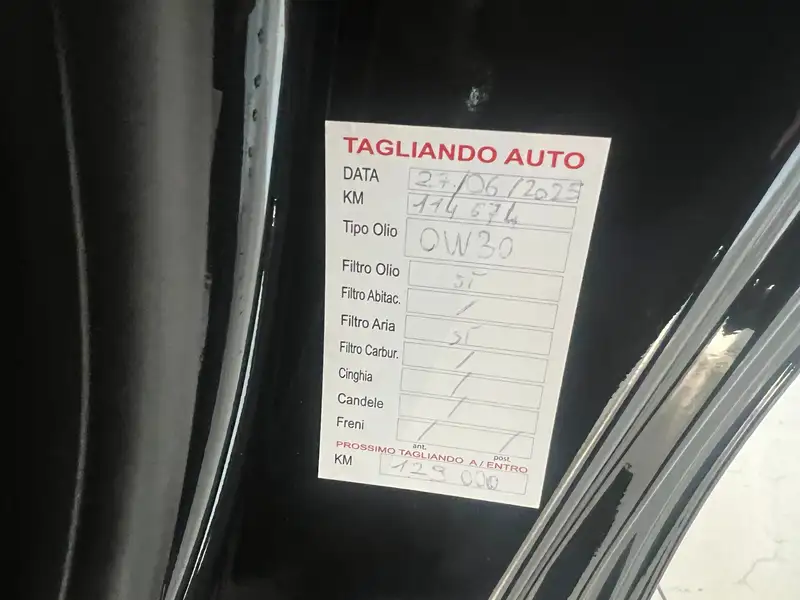 TAGLIANDO AUTO
DATA 27/06/2025
KM 114 674
Tipo Olio 0W30
Filtro Olio SI
Filtro Abitac. /
Filtro Aria SI
Filtro Carbur. /
Cinghia /
Candele /
Freni / /
ant. post
PROSSIMO TAGLIANDO A/ENTRO
KM 129 000